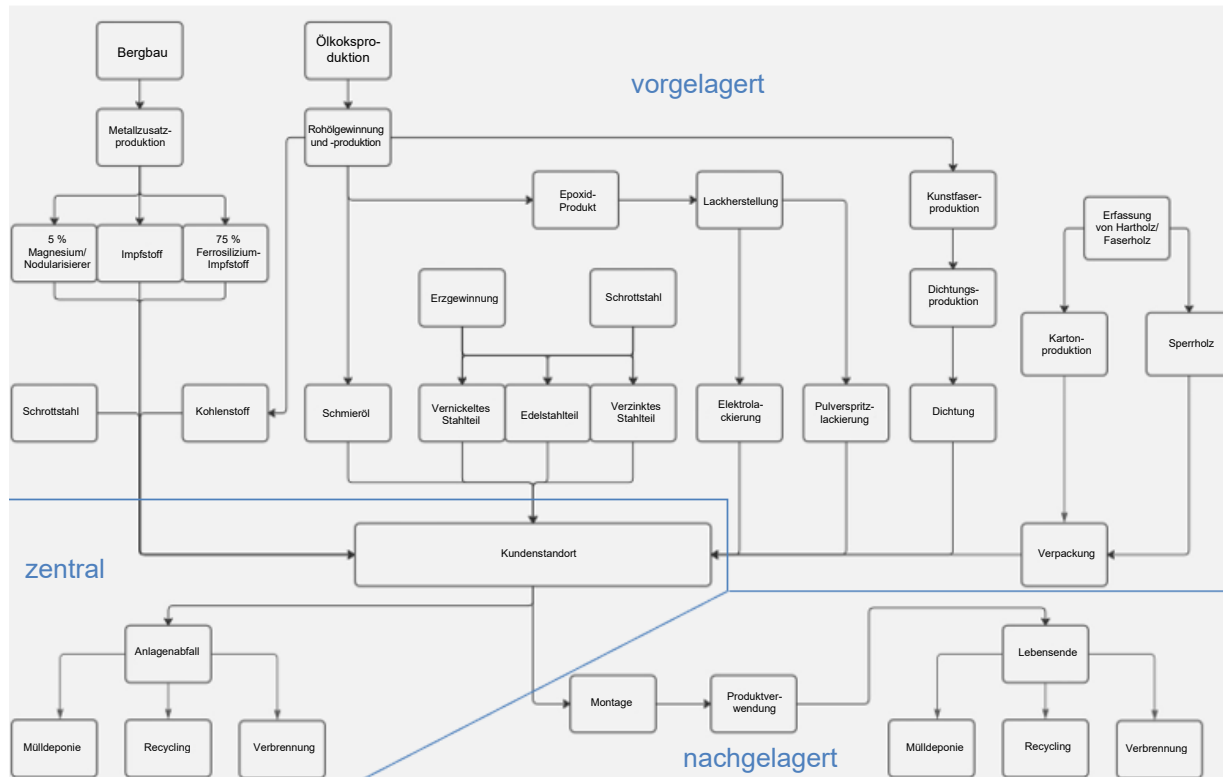 Bergbau
Ölkokspro-
duktion
vorgelagert
Metallzusatz-
produktion
Rohölgewinnung
und -produktion
Epoxid-
Produkt
Lackherstellung
Kunstfaser-
produktion
Erfassung
von Hartholz/
Faserholz
5 %
Magnesium/
Nodularisierer
Impfstoff
75 %
Ferrosilizium-
Impfstoff
Erzgewinnung
Schrottstahl
Dichtungs-
produktion
Karton-
produktion
Sperrholz
Schrottstahl
Kohlenstoff
Schmieröl
Vernickeltes
Stahlteil
Edelstahlteil
Verzinktes
Stahlteil
Elektrola-
ckierung
Pulverspritz-
lackierung
Dichtung
zentral
Kundenstandort
Verpackung
Anlagenabfall
Lebensende
Montage
Produktver-
wendung
Mülldeponie
Recycling
Verbrennung
nachgelagert
Mülldeponie
Recycling
Verbrennung